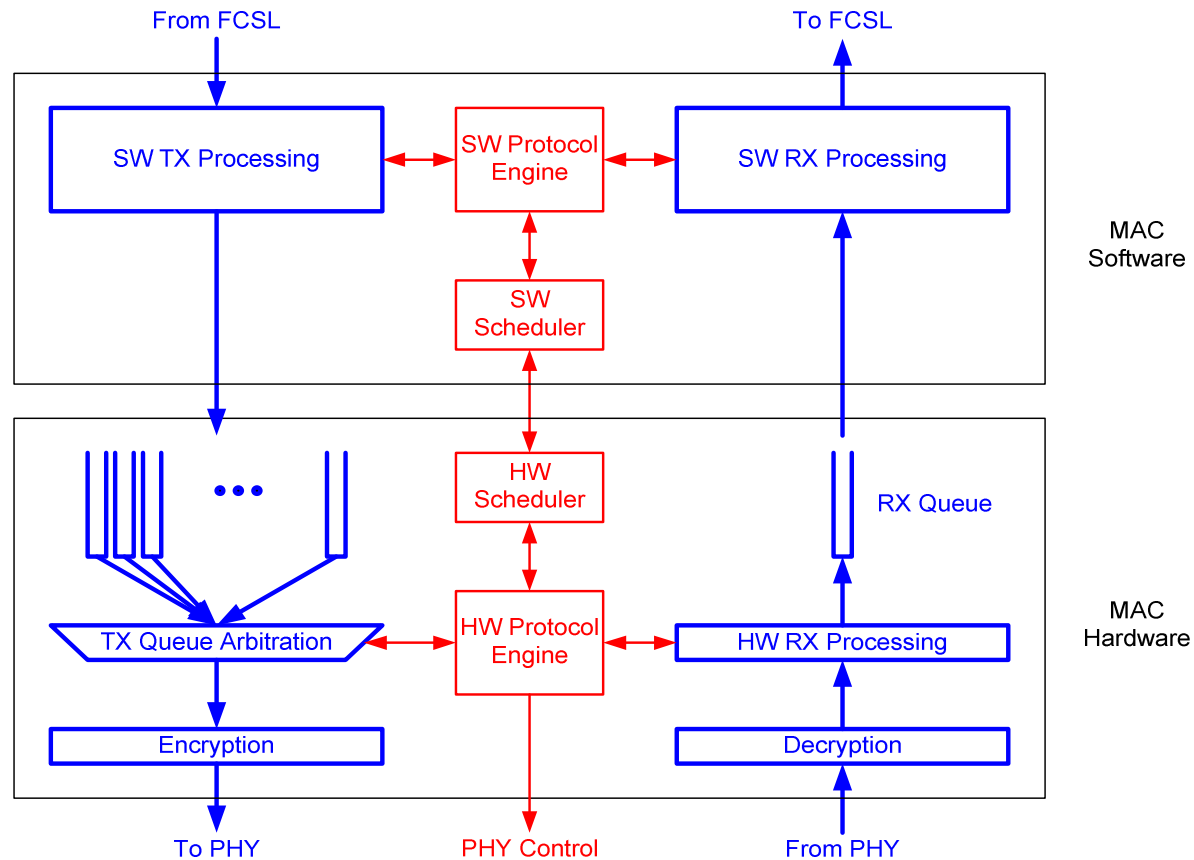 From FCSL
To FCSL
SW TX Processing
SW Protocol
Engine
SW RX Processing
MAC
Software
SW
Scheduler
HW
Scheduler
RX Queue
TX Queue Arbitration
HW Protocol
Engine
HW RX Processing
MAC
Hardware
Encryption
Decryption
To PHY
PHY Control
From PHY